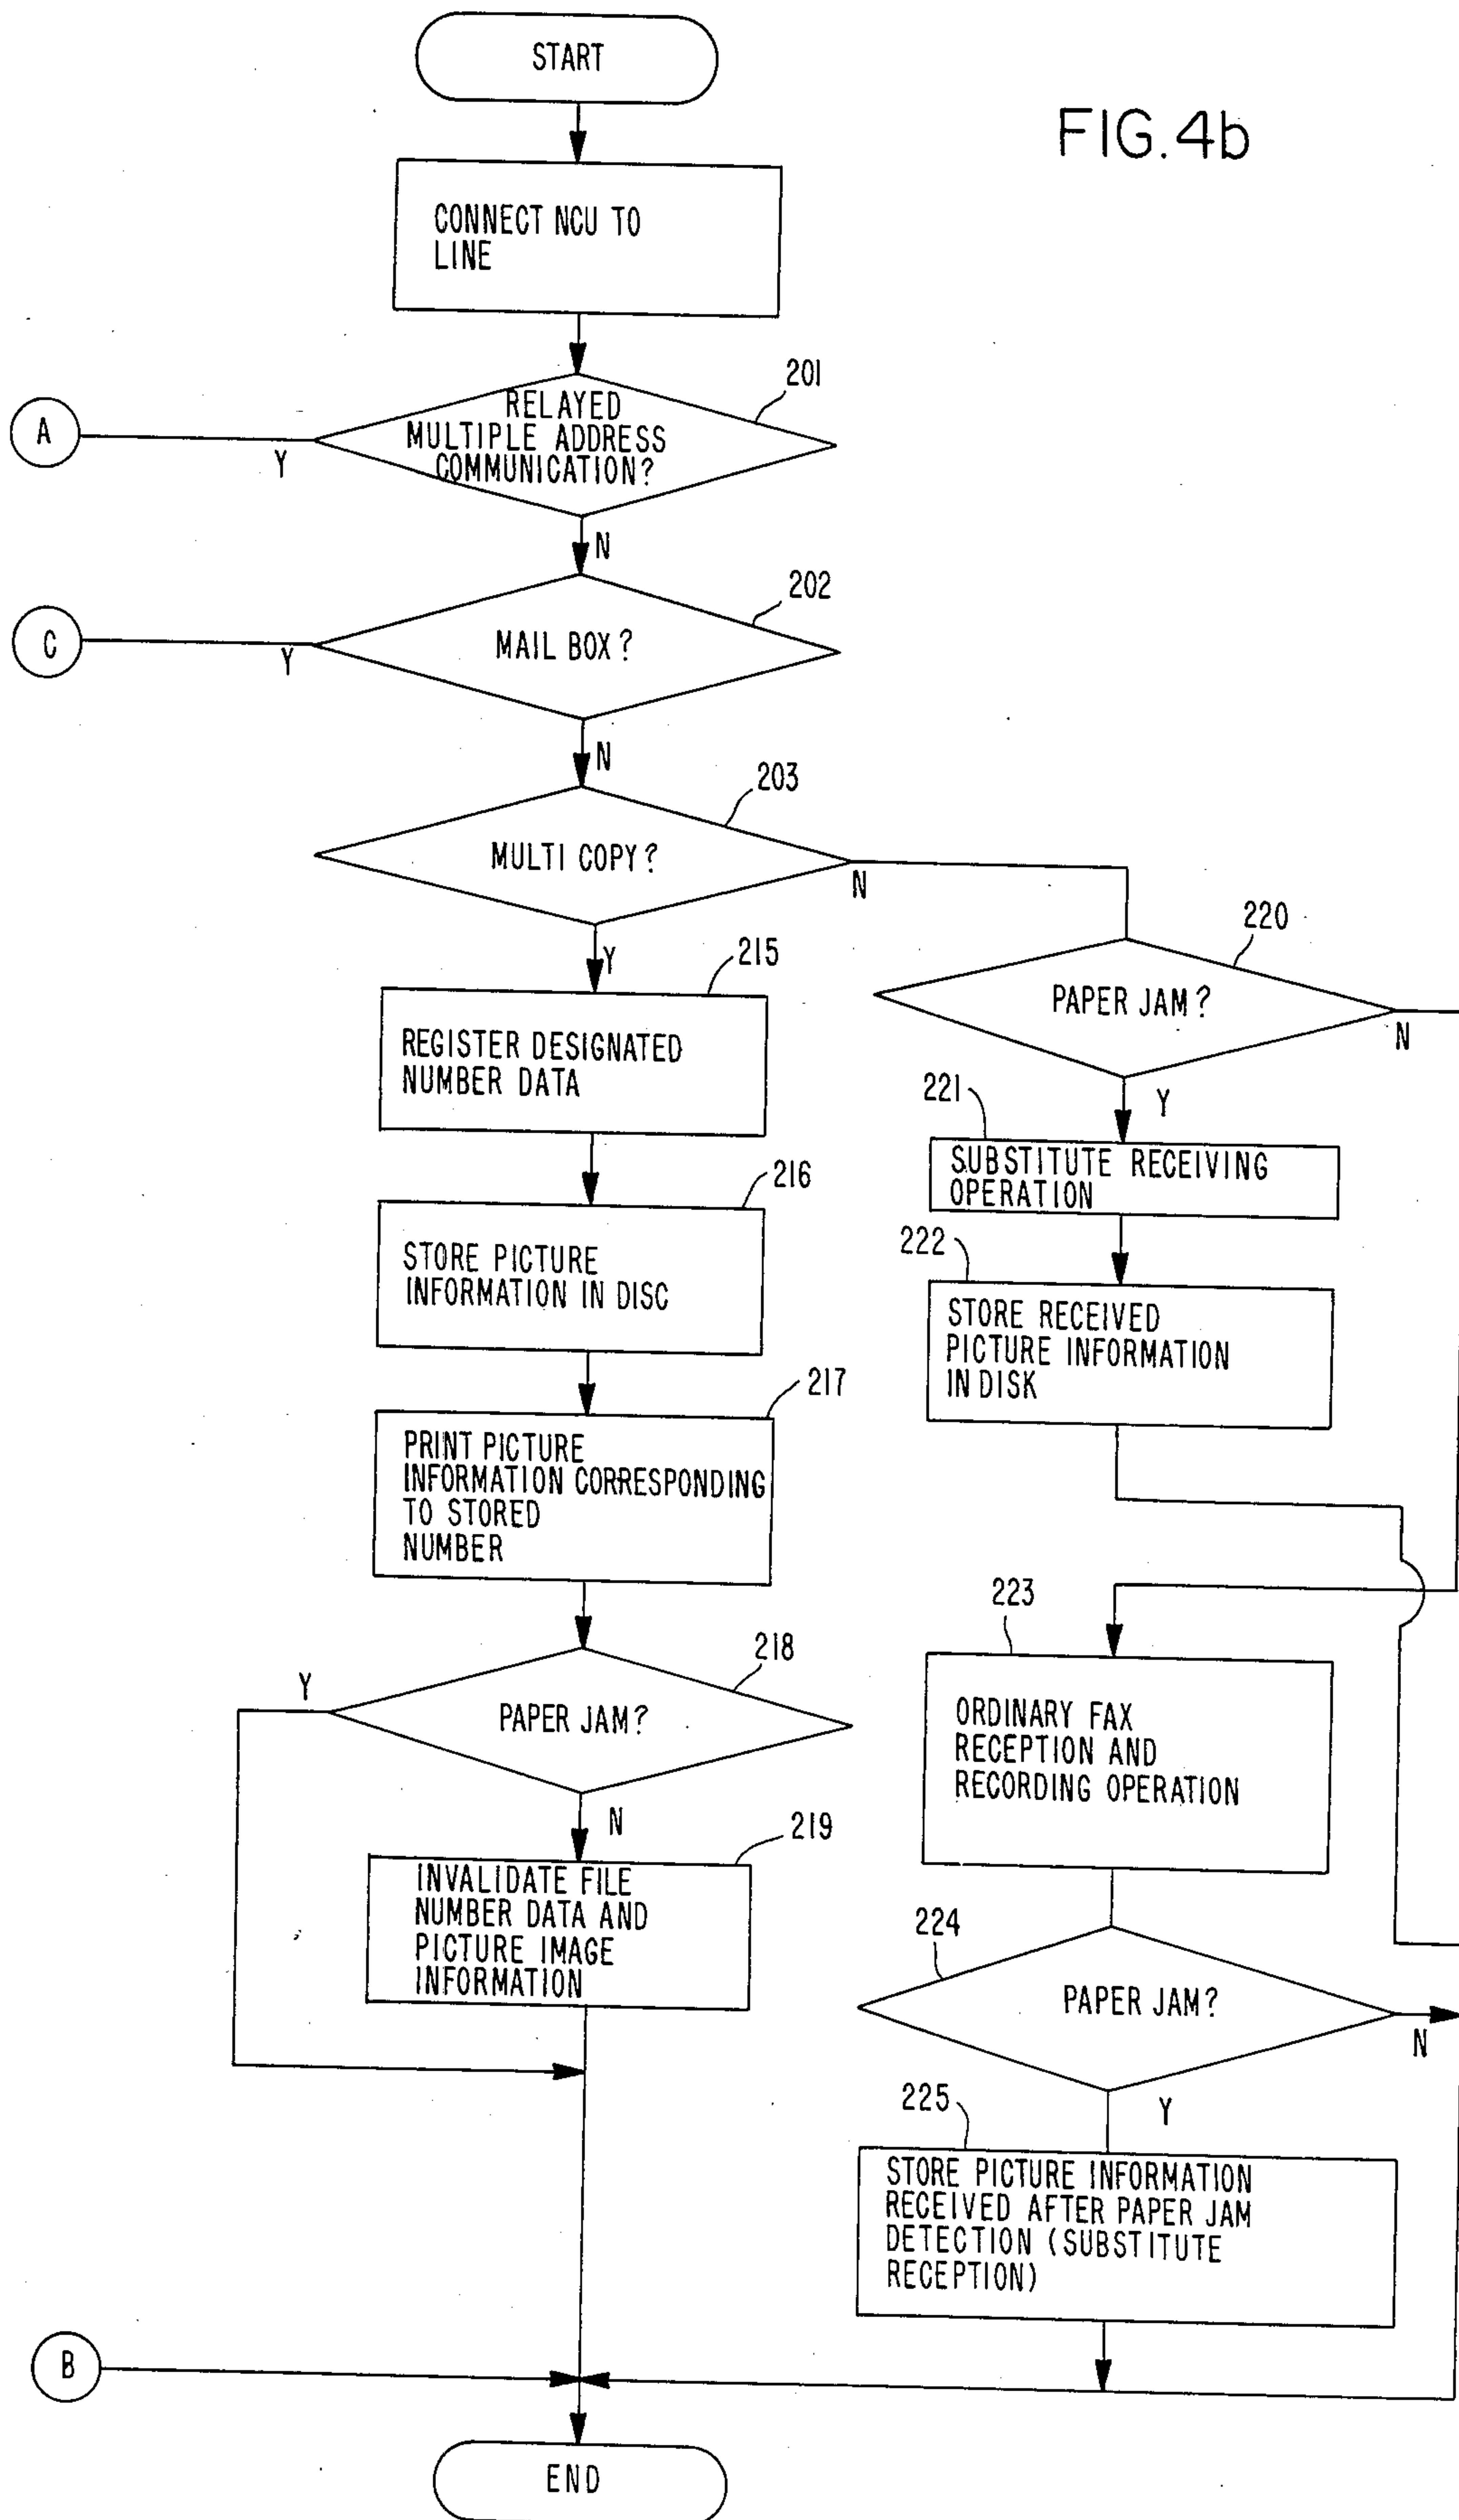 START
FIG. 4b
CONNECT NCU TO
LINE
201
RELAYED
MULTIPLE ADDRESS
COMMUNICATION?
A
Y
N
202
MAIL BOX?
C
Y
N
203
MULTI COPY?
N
Y
215
REGISTER DESIGNATED
NUMBER DATA
220
PAPER JAM?
N
Y
216
STORE PICTURE
INFORMATION IN DISC
221
SUBSTITUTE RECEIVING
OPERATION
222
STORE RECEIVED
PICTURE INFORMATION
IN DISK
217
PRINT PICTURE
INFORMATION CORRESPONDING
TO STORED
NUMBER
218
PAPER JAM?
Y
N
223
ORDINARY FAX
RECEPTION AND
RECORDING OPERATION
219
INVALIDATE FILE
NUMBER DATA AND
PICTURE IMAGE
INFORMATION
224
PAPER JAM?
N
Y
225
STORE PICTURE INFORMATION
RECEIVED AFTER PAPER JAM
DETECTION (SUBSTITUTE
RECEPTION)
B
END